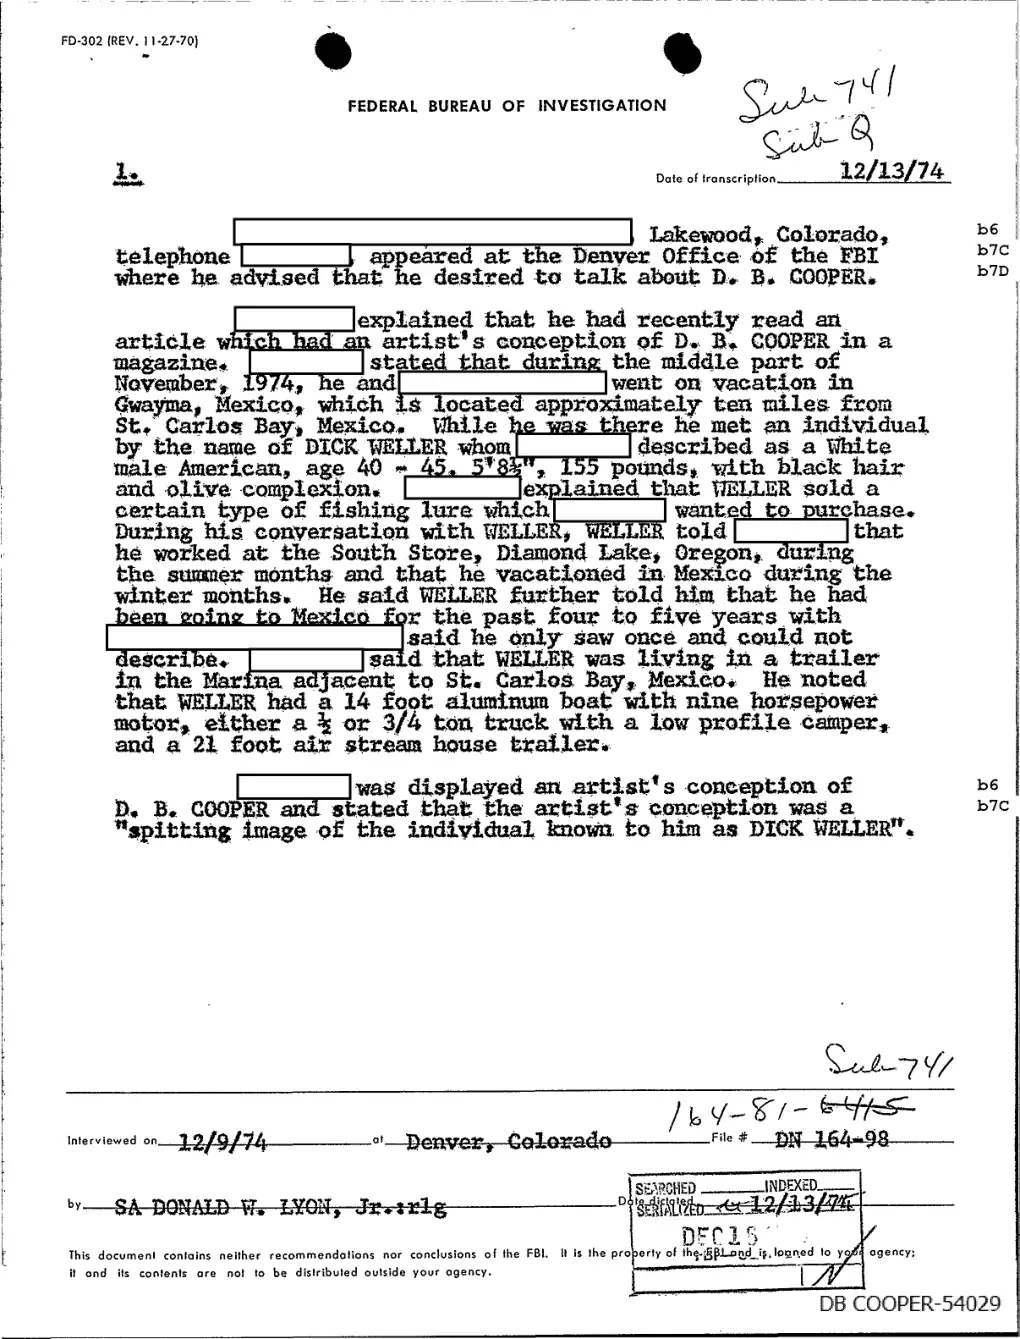 FD-302 (REV. 11-27-70)
FEDERAL BUREAU OF INVESTIGATION
Sub 741
Sub Q
1.
Date of transcription 12/13/74
Lakewood, Colorado, b6
telephone , appeared at the Denver Office of the FBI b7C
where he advised that he desired to talk about D. B. COOPER. b7D
explained that he had recently read an
article which had an artist's conception of D. B. COOPER in a
magazine. stated that during the middle part of
November, 1974, he and went on vacation in
Gwayma, Mexico, which is located approximately ten miles from
St. Carlos Bay, Mexico. While he was there he met an individual
by the name of DICK WELLER whom described as a White
male American, age 40 - 45. 5'8½", 155 pounds, with black hair
and olive complexion. explained that WELLER sold a
certain type of fishing lure which wanted to purchase.
During his conversation with WELLER, WELLER told that
he worked at the South Store, Diamond Lake, Oregon, during
the summer months and that he vacationed in Mexico during the
winter months. He said WELLER further told him that he had
been going to Mexico for the past four to five years with
said he only saw once and could not
describe. said that WELLER was living in a trailer
in the Marina adjacent to St. Carlos Bay, Mexico. He noted
that WELLER had a 14 foot aluminum boat with nine horsepower
motor, either a ½ or 3/4 ton truck with a low profile camper,
and a 21 foot air stream house trailer.
was displayed an artist's conception of b6
D. B. COOPER and stated that the artist's conception was a b7C
"spitting image of the individual known to him as DICK WELLER".
Sub 741
164-81-6415
Interviewed on 12/9/74 at Denver, Colorado File # DN 164-98
by SA DONALD W. LYON, Jr.:rlg Date dictated 12/13/74
SEARCHED INDEXED
SERIALIZED
DEC 18
This document contains neither recommendations nor conclusions of the FBI. It is the property of the FBI and is loaned to your agency;
it and its contents are not to be distributed outside your agency.
DB COOPER-54029